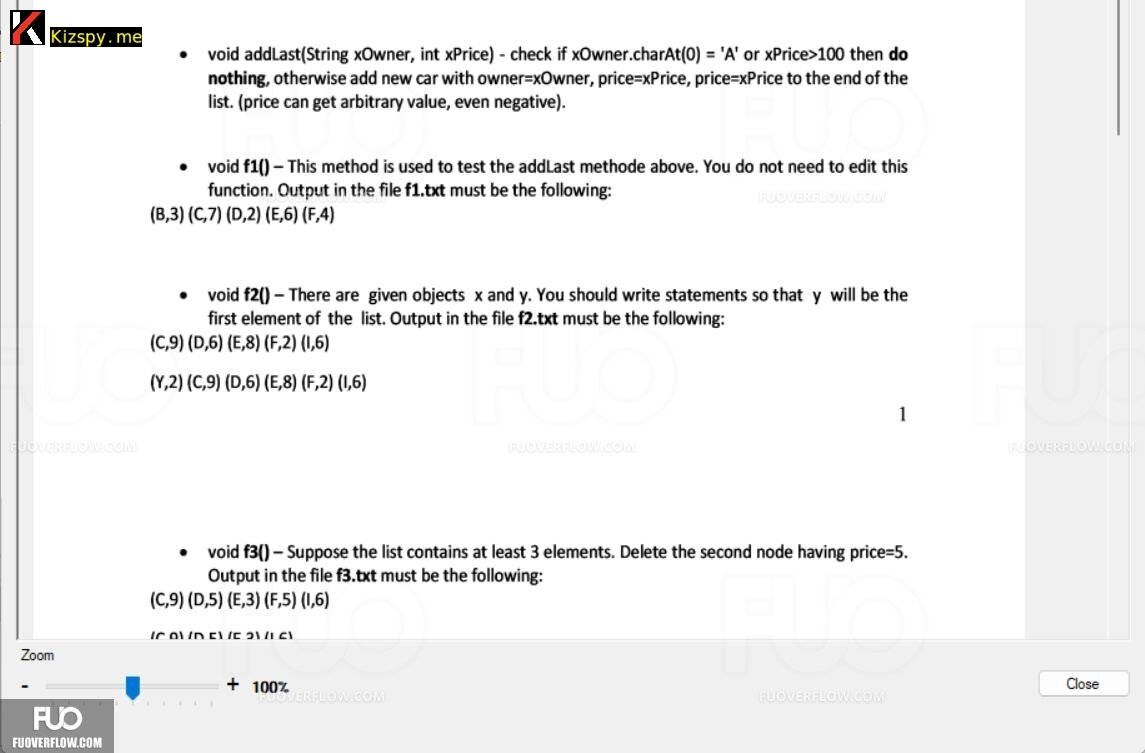 Kizspy.me
• void addLast(String xOwner, int xPrice) - check if xOwner.charAt(0) = 'A' or xPrice>100 then do
nothing, otherwise add new car with owner=xOwner, price=xPrice, price=xPrice to the end of the
list. (price can get arbitrary value, even negative).
• void f1() – This method is used to test the addLast methode above. You do not need to edit this
function. Output in the file f1.txt must be the following:
FUOVERFLOW.COM
(B,3) (C,7) (D,2) (E,6) (F,4)
• void f2() – There are given objects x and y. You should write statements so that y will be the
first element of the list. Output in the file f2.txt must be the following:
(C,9) (D,6) (E,8) (F,2) (I,6)
(Y,2) (C,9) (D,6) (E,8) (F,2) (I,6)
1
FUOVERFLOW.COM FUOVERFLOW.COM FUOVERFLOW.COM
• void f3() – Suppose the list contains at least 3 elements. Delete the second node having price=5.
Output in the file f3.txt must be the following:
(C,9) (D,5) (E,3) (F,5) (I,6)
(C,9) (D,5) (E,3) (I,6)
Zoom
- + 100%
Close
FUOVERFLOW.COM FUOVERFLOW.COM
FUO
FUOVERFLOW.COM